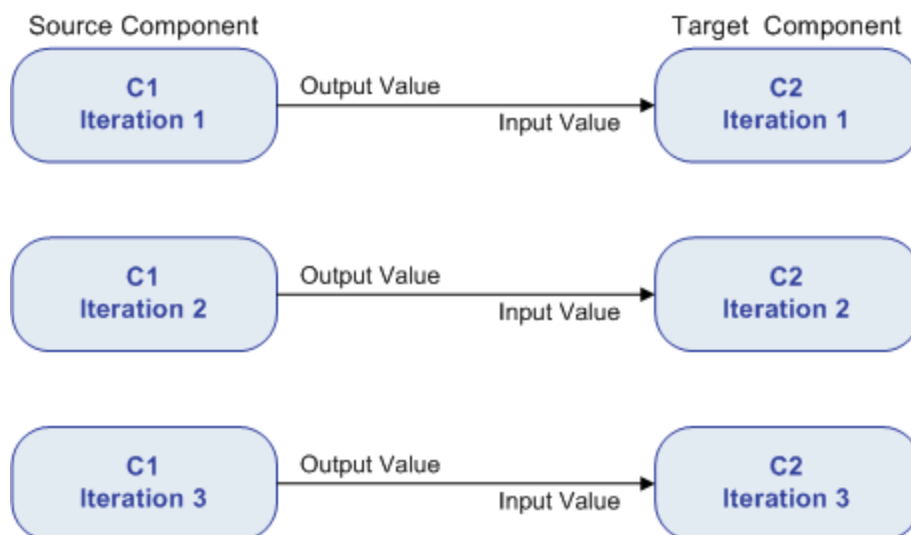 Source Component
Target Component
C1
Iteration 1
Output Value
Input Value
C2
Iteration 1
C1
Iteration 2
Output Value
Input Value
C2
Iteration 2
C1
Iteration 3
Output Value
Input Value
C2
Iteration 3